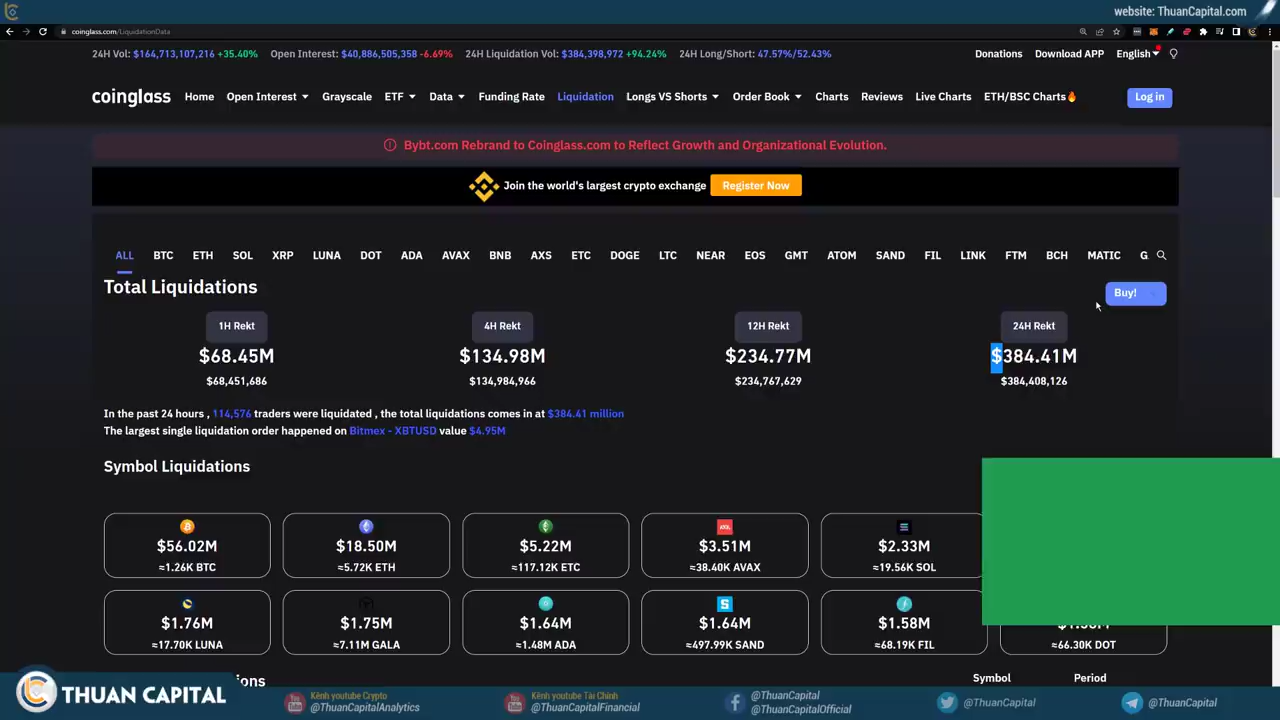 website: ThuanCapital.com
coinglass.com/LiquidationData
24H Vol: $164,713,107,216 +35.40% Open Interest: $40,886,505,358 -6.69% 24H Liquidation Vol: $384,398,972 +94.24% 24H Long/Short: 47.57%/52.43% Donations Download APP English
coinglass Home Open Interest Grayscale ETF Data Funding Rate Liquidation Longs VS Shorts Order Book Charts Reviews Live Charts ETH/BSC Charts🔥 Log in
Bybt.com Rebrand to Coinglass.com to Reflect Growth and Organizational Evolution.
Join the world's largest crypto exchange Register Now
ALL BTC ETH SOL XRP LUNA DOT ADA AVAX BNB AXS ETC DOGE LTC NEAR EOS GMT ATOM SAND FIL LINK FTM BCH MATIC G
Total Liquidations Buy!
1H Rekt 4H Rekt 12H Rekt 24H Rekt
$68.45M $134.98M $234.77M $384.41M
$68,451,686 $134,984,966 $234,767,629 $384,408,126
In the past 24 hours , 114,576 traders were liquidated , the total liquidations comes in at $384.41 million
The largest single liquidation order happened on Bitmex - XBTUSD value $4.95M
Symbol Liquidations
$56.02M $18.50M $5.22M $3.51M $2.33M
≈1.26K BTC ≈5.72K ETH ≈117.12K ETC ≈38.40K AVAX ≈19.56K SOL
$1.76M $1.75M $1.64M $1.64M $1.58M
≈17.70K LUNA ≈7.11M GALA ≈1.48M ADA ≈497.99K SAND ≈68.19K FIL ≈66.30K DOT
Symbol Period
THUAN CAPITAL
Kênh youtube Crypto
@ThuanCapitalAnalytics
Kênh youtube Tài Chính
@ThuanCapitalFinancial
@ThuanCapital
@ThuanCapitalOfficial
@ThuanCapital
@ThuanCapital